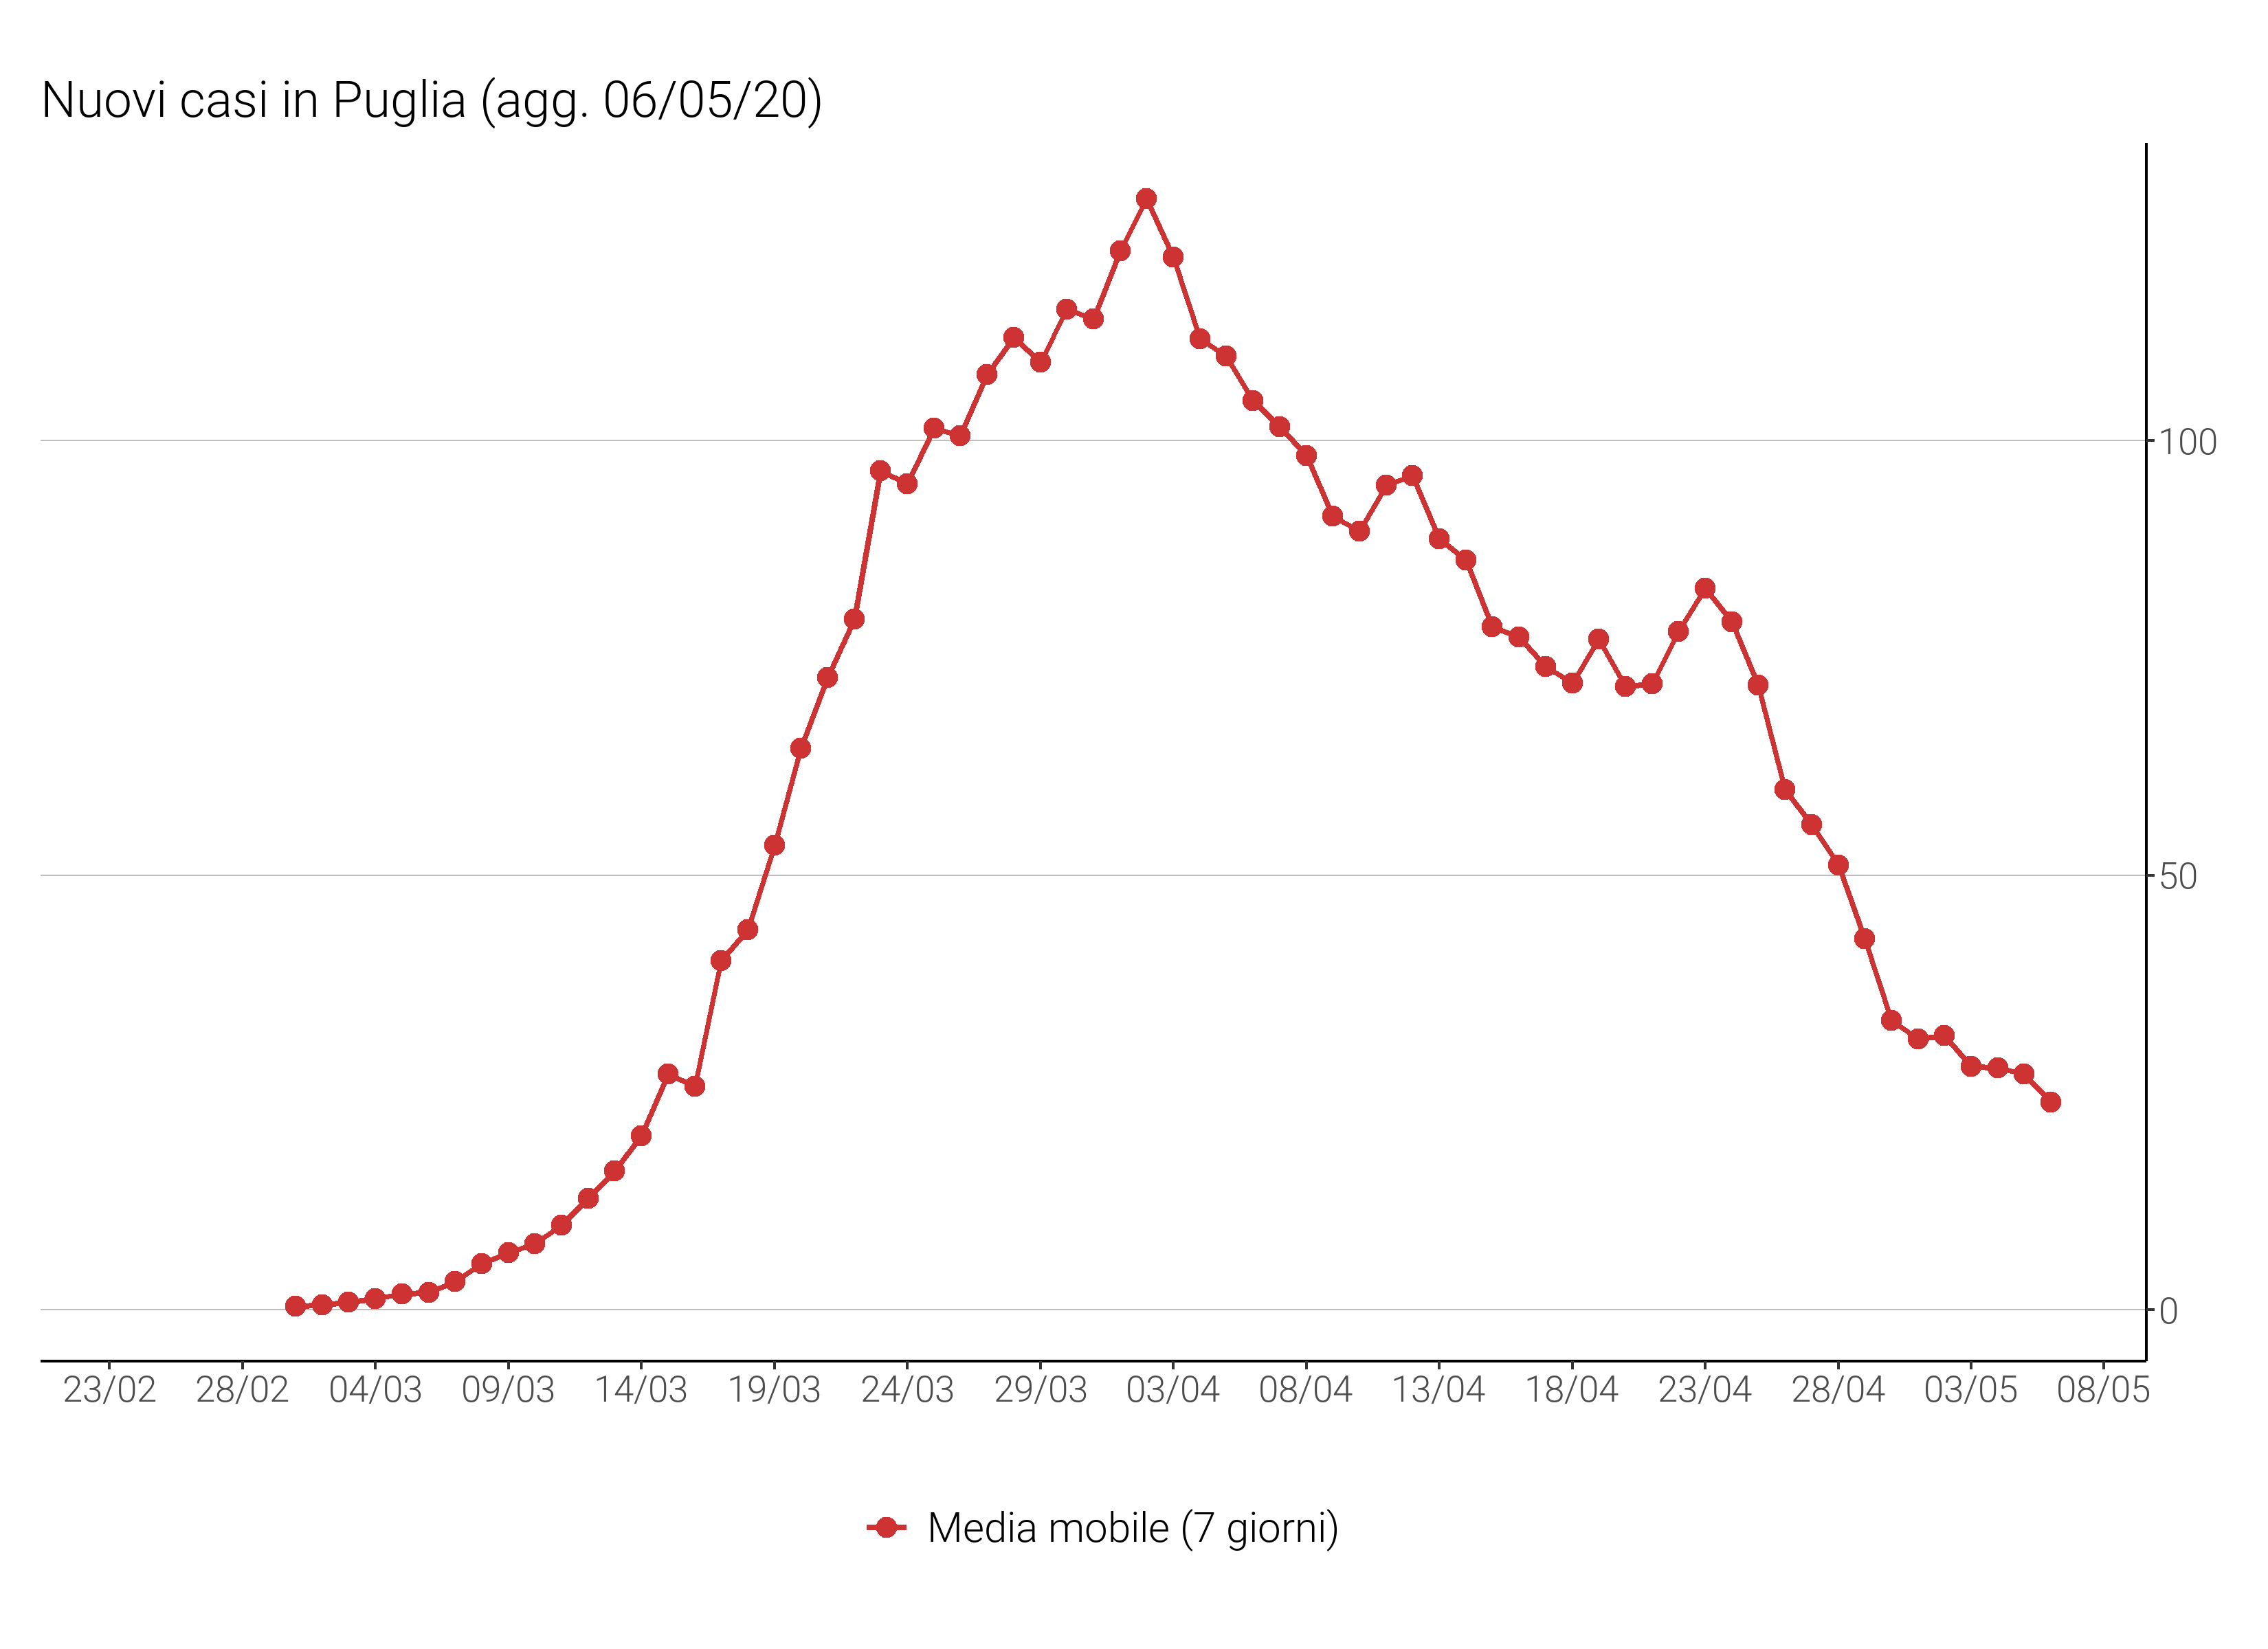 Nuovi casi in Puglia (agg. 06/05/20)
100
50
0
23/02 28/02 04/03 09/03 14/03 19/03 24/03 29/03 03/04 08/04 13/04 18/04 23/04 28/04 03/05 08/05
Media mobile (7 giorni)